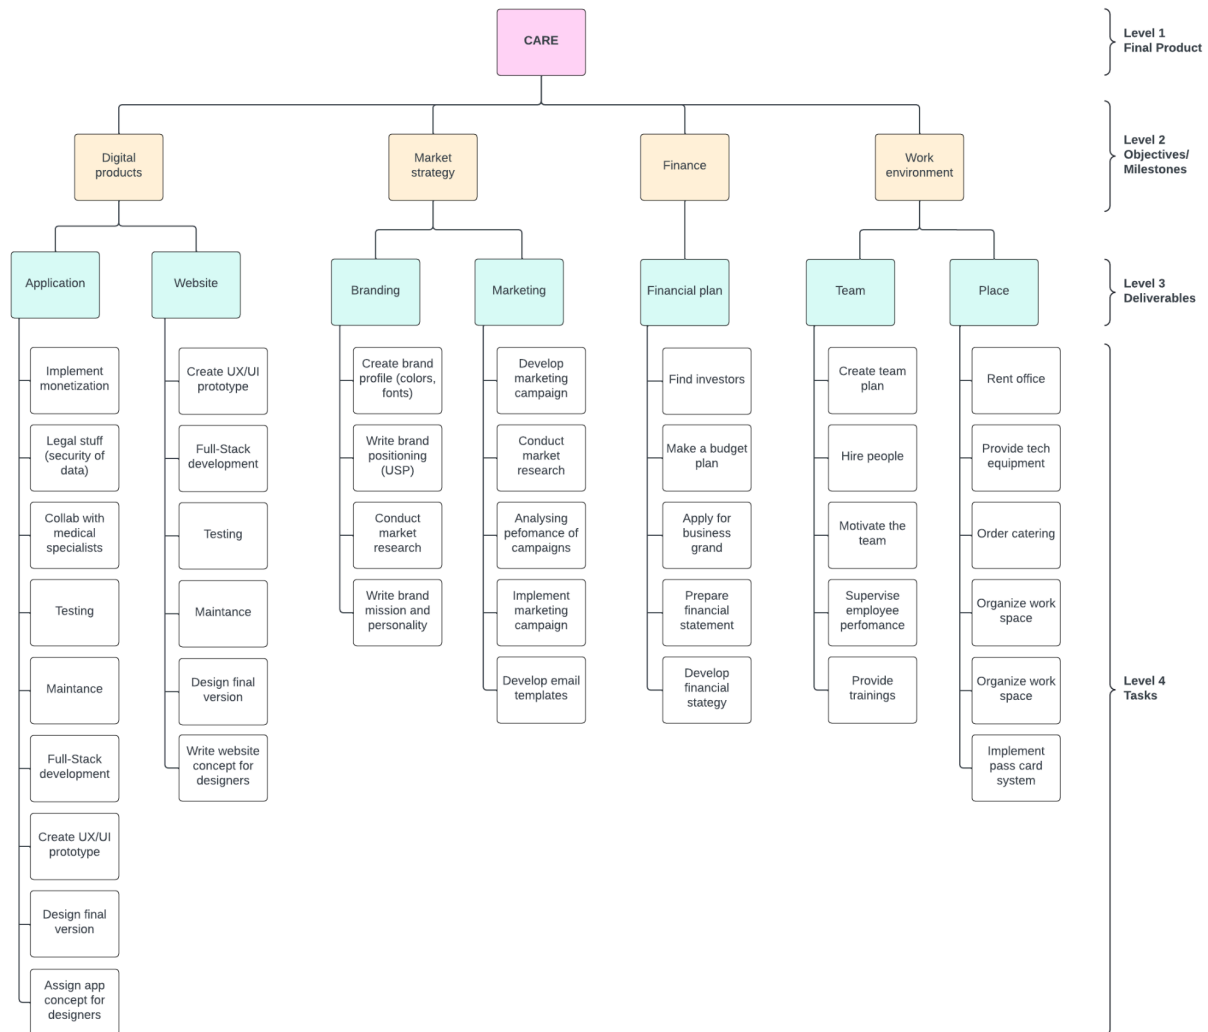 CARE
Level 1
Final Product
Digital
products
Market
strategy
Finance
Work
environment
Level 2
Objectives/
Milestones
Application
Website
Branding
Marketing
Financial plan
Team
Place
Level 3
Deliverables
Implement
monetization
Legal stuff
(security of
data)
Collab with
medical
specialists
Testing
Maintance
Full-Stack
development
Create UX/UI
prototype
Design final
version
Assign app
concept for
designers
Create UX/UI
prototype
Full-Stack
development
Testing
Maintance
Design final
version
Write website
concept for
designers
Create brand
profile (colors,
fonts)
Write brand
positioning
(USP)
Conduct
market
research
Write brand
mission and
personality
Develop
marketing
campaign
Conduct
market
research
Analysing
pefomance of
campaigns
Implement
marketing
campaign
Develop email
templates
Find investors
Make a budget
plan
Apply for
business
grand
Prepare
financial
statement
Develop
financial
stategy
Create team
plan
Hire people
Motivate the
team
Supervise
employee
perfomance
Provide
trainings
Rent office
Provide tech
equipment
Order catering
Organize work
space
Organize work
space
Implement
pass card
system
Level 4
Tasks